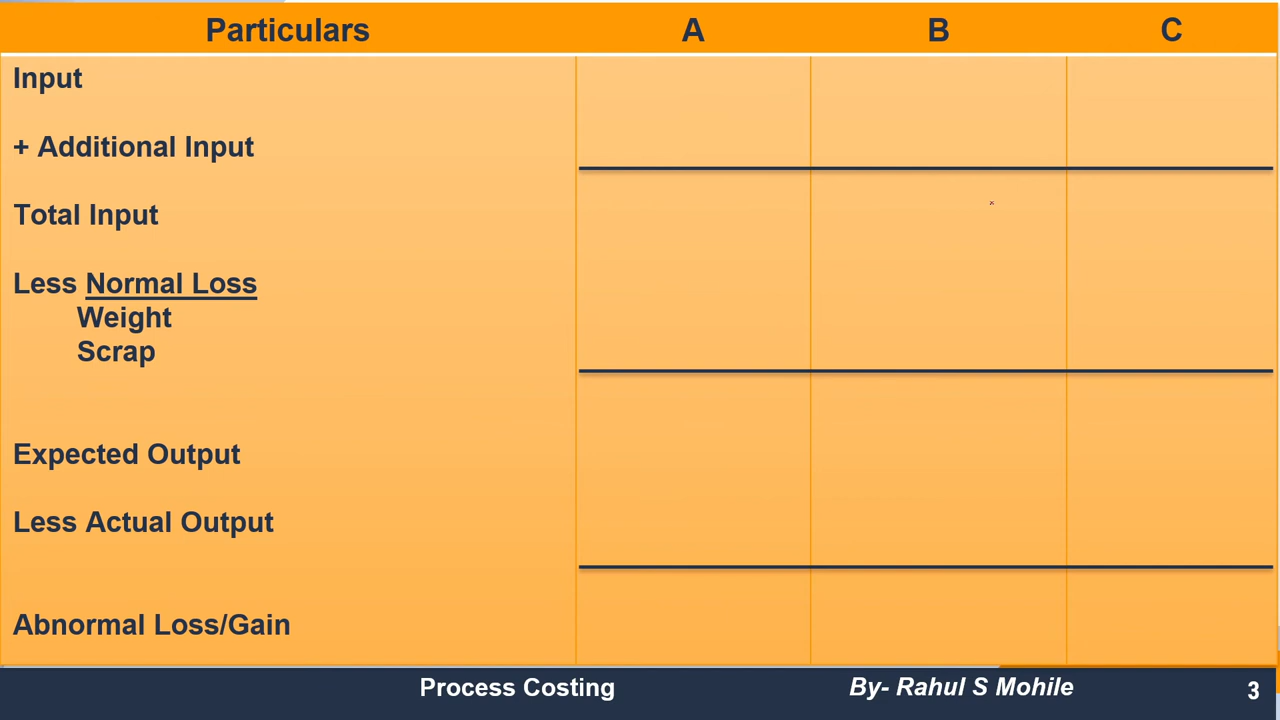 Particulars A B C
Input
+ Additional Input
Total Input
Less Normal Loss
Weight
Scrap
Expected Output
Less Actual Output
Abnormal Loss/Gain
Process Costing By- Rahul S Mohile 3